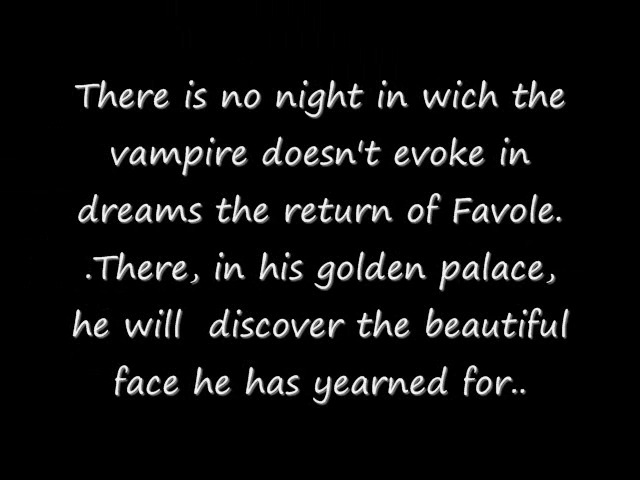 There is no night in wich the
vampire doesn't evoke in
dreams the return of Favole.
.There, in his golden palace,
he will  discover the beautiful
face he has yearned for..